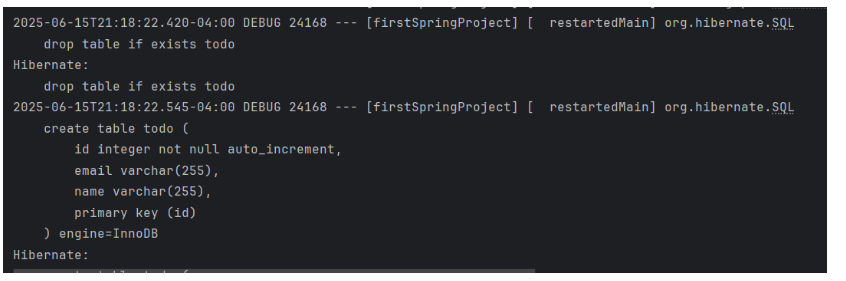 2025-06-15T21:18:22.420-04:00 DEBUG 24168 --- [firstSpringProject] [  restartedMain] org.hibernate.SQL
    drop table if exists todo
Hibernate:
    drop table if exists todo
2025-06-15T21:18:22.545-04:00 DEBUG 24168 --- [firstSpringProject] [  restartedMain] org.hibernate.SQL
    create table todo (
        id integer not null auto_increment,
        email varchar(255),
        name varchar(255),
        primary key (id)
    ) engine=InnoDB
Hibernate: